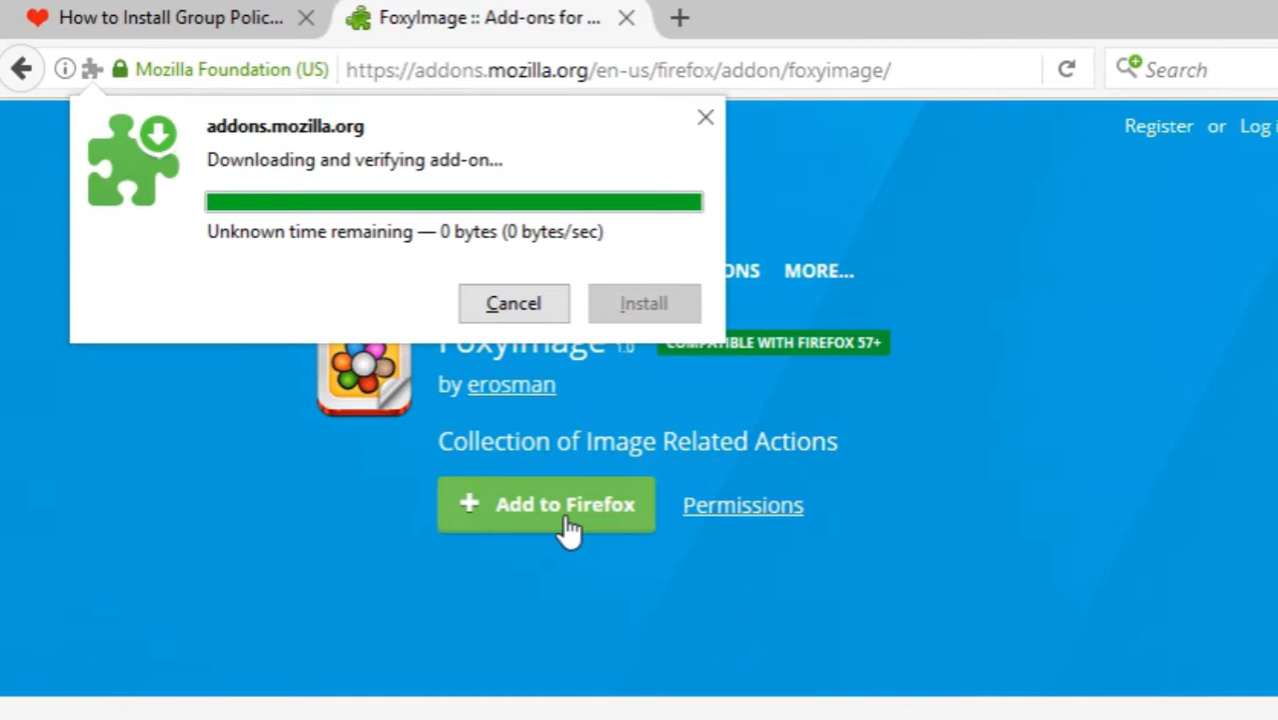 How to Install Group Polic...
FoxyImage :: Add-ons for ...
Mozilla Foundation (US)
https://addons.mozilla.org/en-us/firefox/addon/foxyimage/
Search
addons.mozilla.org
Downloading and verifying add-on...
Unknown time remaining — 0 bytes (0 bytes/sec)
Cancel
Install
Register or Log i
ONS MORE...
FoxyImage 1.0
COMPATIBLE WITH FIREFOX 57+
by erosman
Collection of Image Related Actions
+ Add to Firefox
Permissions